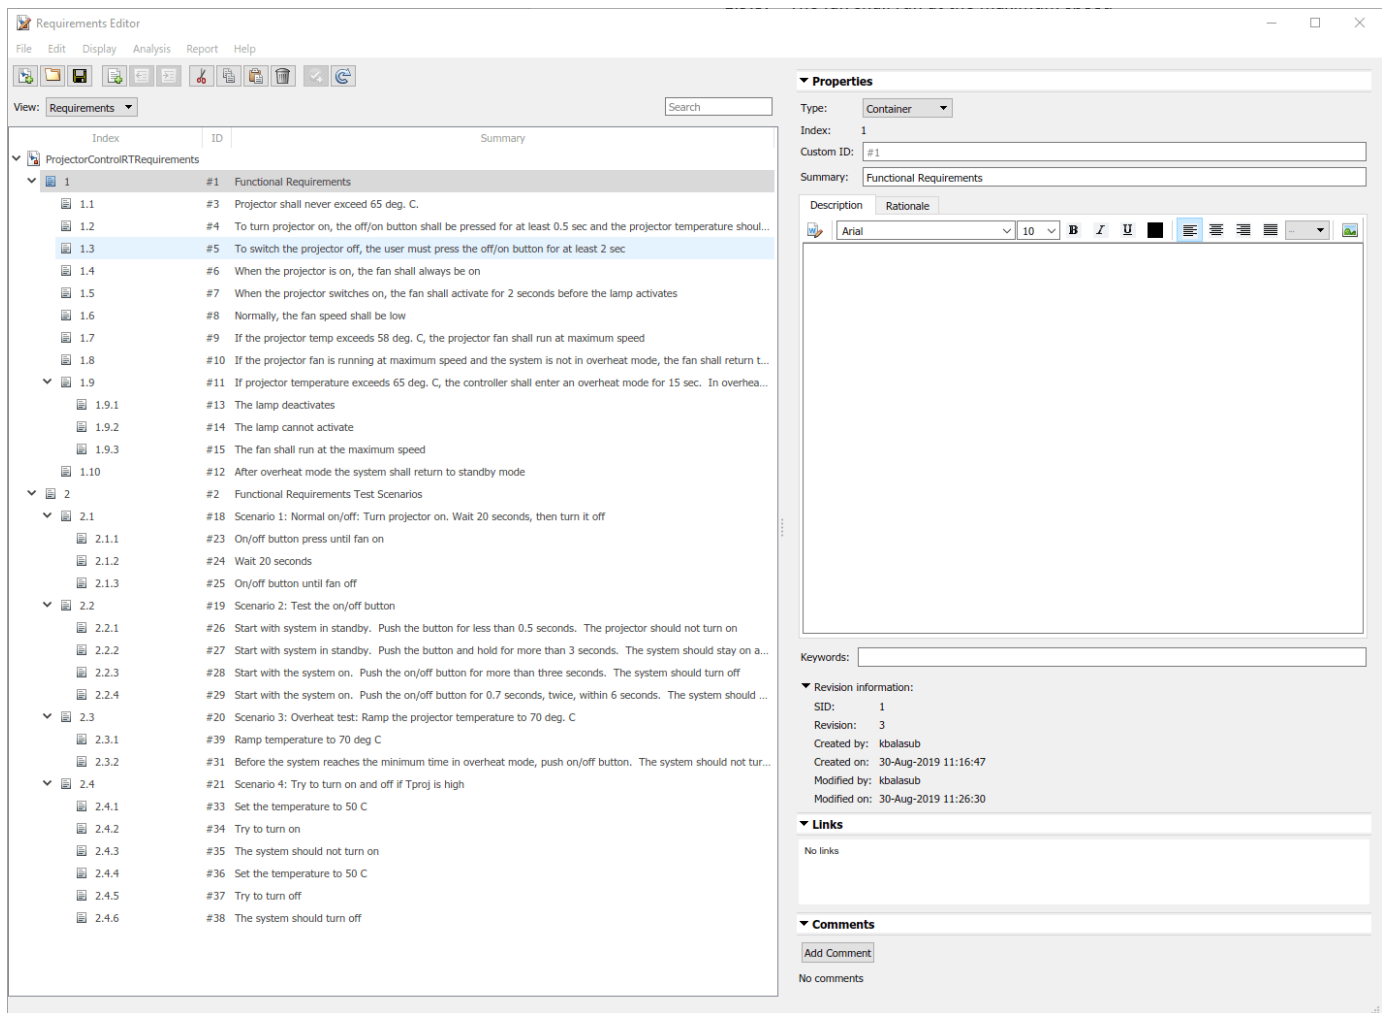 Requirements Editor
File Edit Display Analysis Report Help
View: Requirements Search
Index ID Summary
ProjectorControlRTRequirements
1 #1 Functional Requirements
1.1 #3 Projector shall never exceed 65 deg. C.
1.2 #4 To turn projector on, the off/on button shall be pressed for at least 0.5 sec and the projector temperature shoul...
1.3 #5 To switch the projector off, the user must press the off/on button for at least 2 sec
1.4 #6 When the projector is on, the fan shall always be on
1.5 #7 When the projector switches on, the fan shall activate for 2 seconds before the lamp activates
1.6 #8 Normally, the fan speed shall be low
1.7 #9 If the projector temp exceeds 58 deg. C, the projector fan shall run at maximum speed
1.8 #10 If the projector fan is running at maximum speed and the system is not in overheat mode, the fan shall return t...
1.9 #11 If projector temperature exceeds 65 deg. C, the controller shall enter an overheat mode for 15 sec. In overhea...
1.9.1 #13 The lamp deactivates
1.9.2 #14 The lamp cannot activate
1.9.3 #15 The fan shall run at the maximum speed
1.10 #12 After overheat mode the system shall return to standby mode
2 #2 Functional Requirements Test Scenarios
2.1 #18 Scenario 1: Normal on/off: Turn projector on. Wait 20 seconds, then turn it off
2.1.1 #23 On/off button press until fan on
2.1.2 #24 Wait 20 seconds
2.1.3 #25 On/off button until fan off
2.2 #19 Scenario 2: Test the on/off button
2.2.1 #26 Start with system in standby. Push the button for less than 0.5 seconds. The projector should not turn on
2.2.2 #27 Start with system in standby. Push the button and hold for more than 3 seconds. The system should stay on a...
2.2.3 #28 Start with the system on. Push the on/off button for more than three seconds. The system should turn off
2.2.4 #29 Start with the system on. Push the on/off button for 0.7 seconds, twice, within 6 seconds. The system should ...
2.3 #20 Scenario 3: Overheat test: Ramp the projector temperature to 70 deg. C
2.3.1 #39 Ramp temperature to 70 deg C
2.3.2 #31 Before the system reaches the minimum time in overheat mode, push on/off button. The system should not tur...
2.4 #21 Scenario 4: Try to turn on and off if Tproj is high
2.4.1 #33 Set the temperature to 50 C
2.4.2 #34 Try to turn on
2.4.3 #35 The system should not turn on
2.4.4 #36 Set the temperature to 50 C
2.4.5 #37 Try to turn off
2.4.6 #38 The system should turn off
Properties
Type: Container
Index: 1
Custom ID: #1
Summary: Functional Requirements
Description Rationale
Arial 10 B I U ...
Keywords:
Revision information:
SID: 1
Revision: 3
Created by: kbalasub
Created on: 30-Aug-2019 11:16:47
Modified by: kbalasub
Modified on: 30-Aug-2019 11:26:30
Links
No links
Comments
Add Comment
No comments